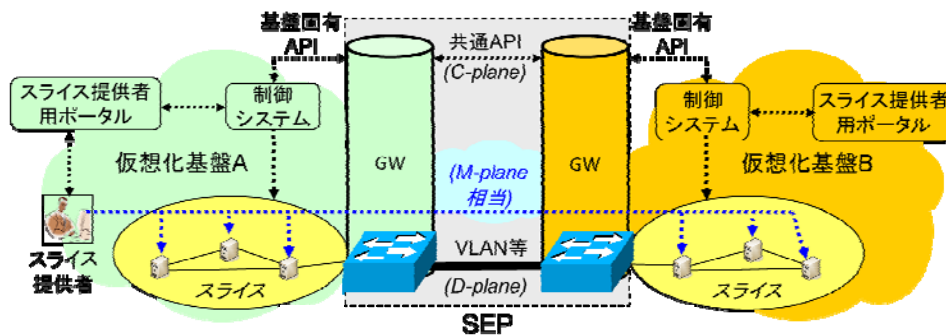 基盤固有
API
共通API
(C-plane)
基盤固有
API
スライス提供者
用ポータル
制御
システム
制御
システム
スライス提供者
用ポータル
仮想化基盤A
GW
(M-plane
相当)
GW
仮想化基盤B
スライス
提供者
スライス
VLAN等
(D-plane)
スライス
SEP